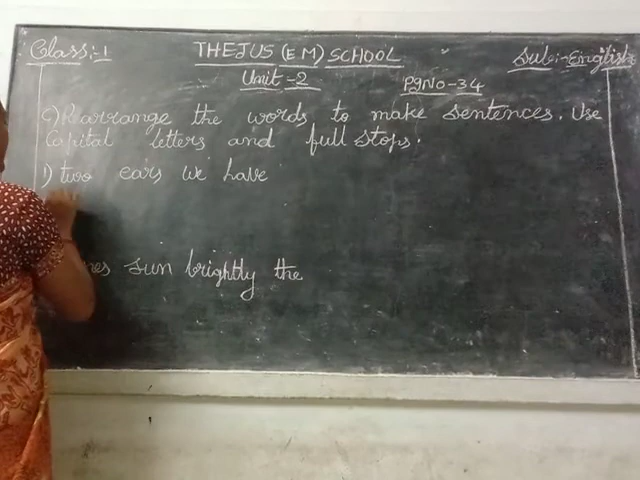 Class:-1 THEJUS (EM) SCHOOL Sub:-English
Unit-2 PgNo-34
c) Rearrange the words to make sentences. Use
Capital letters and full stops.
1) two ears we have
sun brightly the